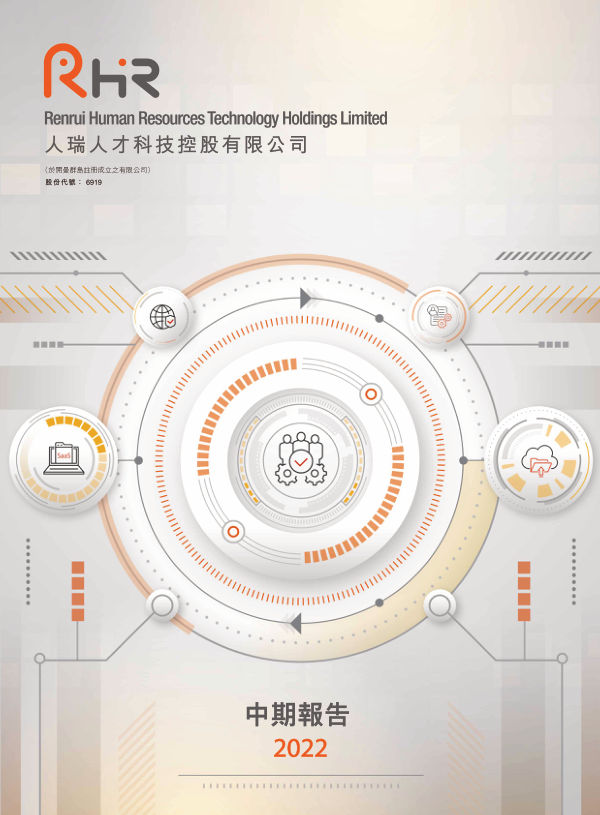 RHR
Renrui Human Resources Technology Holdings Limited
人瑞人才科技控股有限公司
(於開曼群島註冊成立之有限公司)
股份代號：6919
SaaS
中期報告
2022